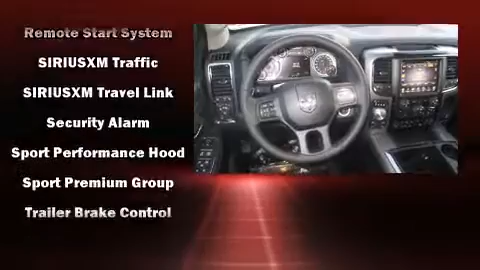 Remote Start System
SIRIUSXM Traffic
SIRIUSXM Travel Link
Security Alarm
Sport Performance Hood
Sport Premium Group
Trailer Brake Control